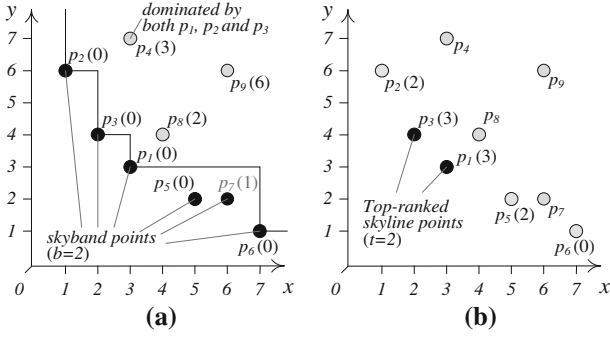 y
dominated by
both p1, p2 and p3
7
p4 (3)
6
p2 (0)
p9 (6)
5
4
p3 (0)
p8 (2)
3
p1 (0)
2
p5 (0)
p7 (1)
1
skyband points
(b=2)
p6 (0)
0
1 2 3 4 5 6 7 x
(a)
y
7
p4
6
p2 (2)
p9
5
4
p3 (3)
p8
3
p1 (3)
2
Top-ranked
skyline points
(t=2)
p5 (2)
p7
1
p6 (0)
0
1 2 3 4 5 6 7 x
(b)